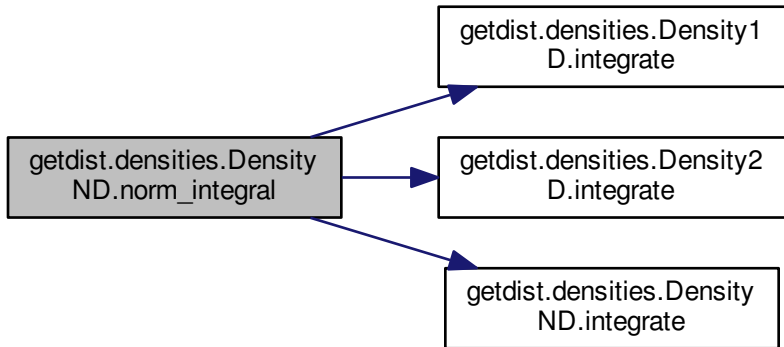 getdist.densities.Density1
D.integrate
getdist.densities.Density
ND.norm_integral
getdist.densities.Density2
D.integrate
getdist.densities.Density
ND.integrate